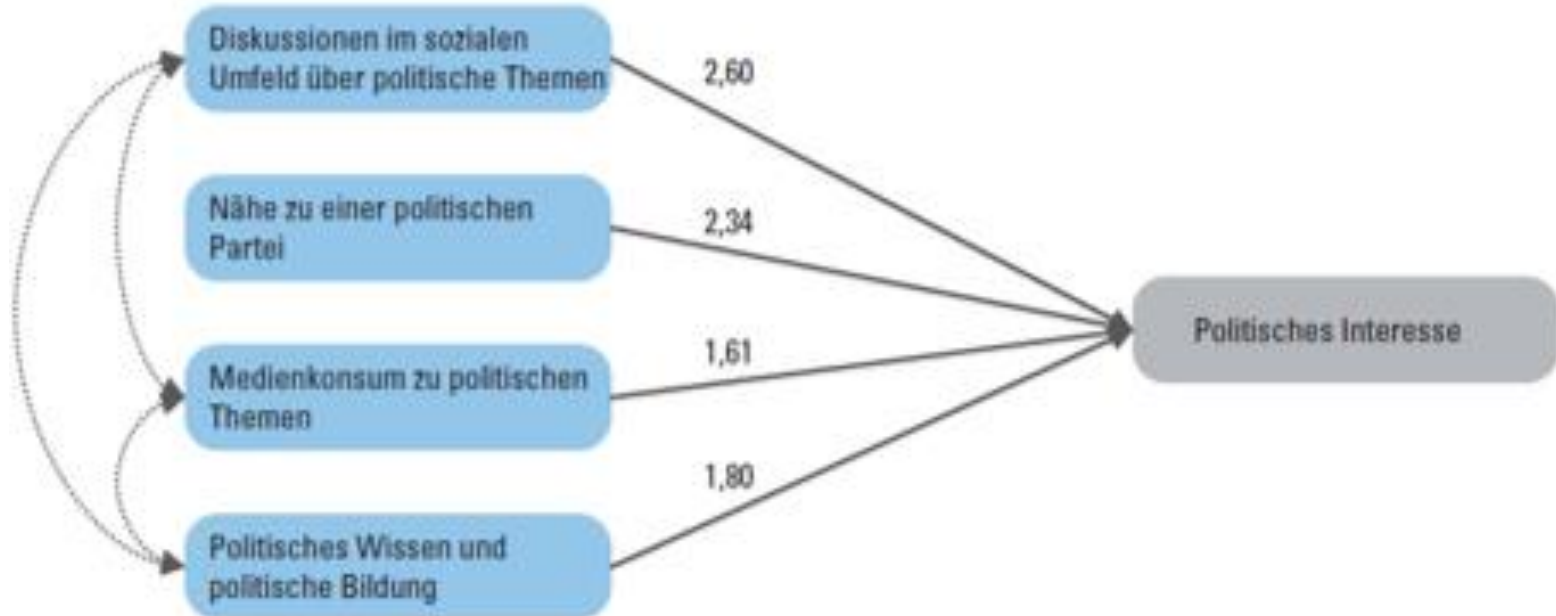 Diskussionen im sozialen
Umfeld über politische Themen
2,60
Nähe zu einer politischen
Partei
2,34
Politisches Interesse
Medienkonsum zu politischen
Themen
1,61
Politisches Wissen und
politische Bildung
1,80